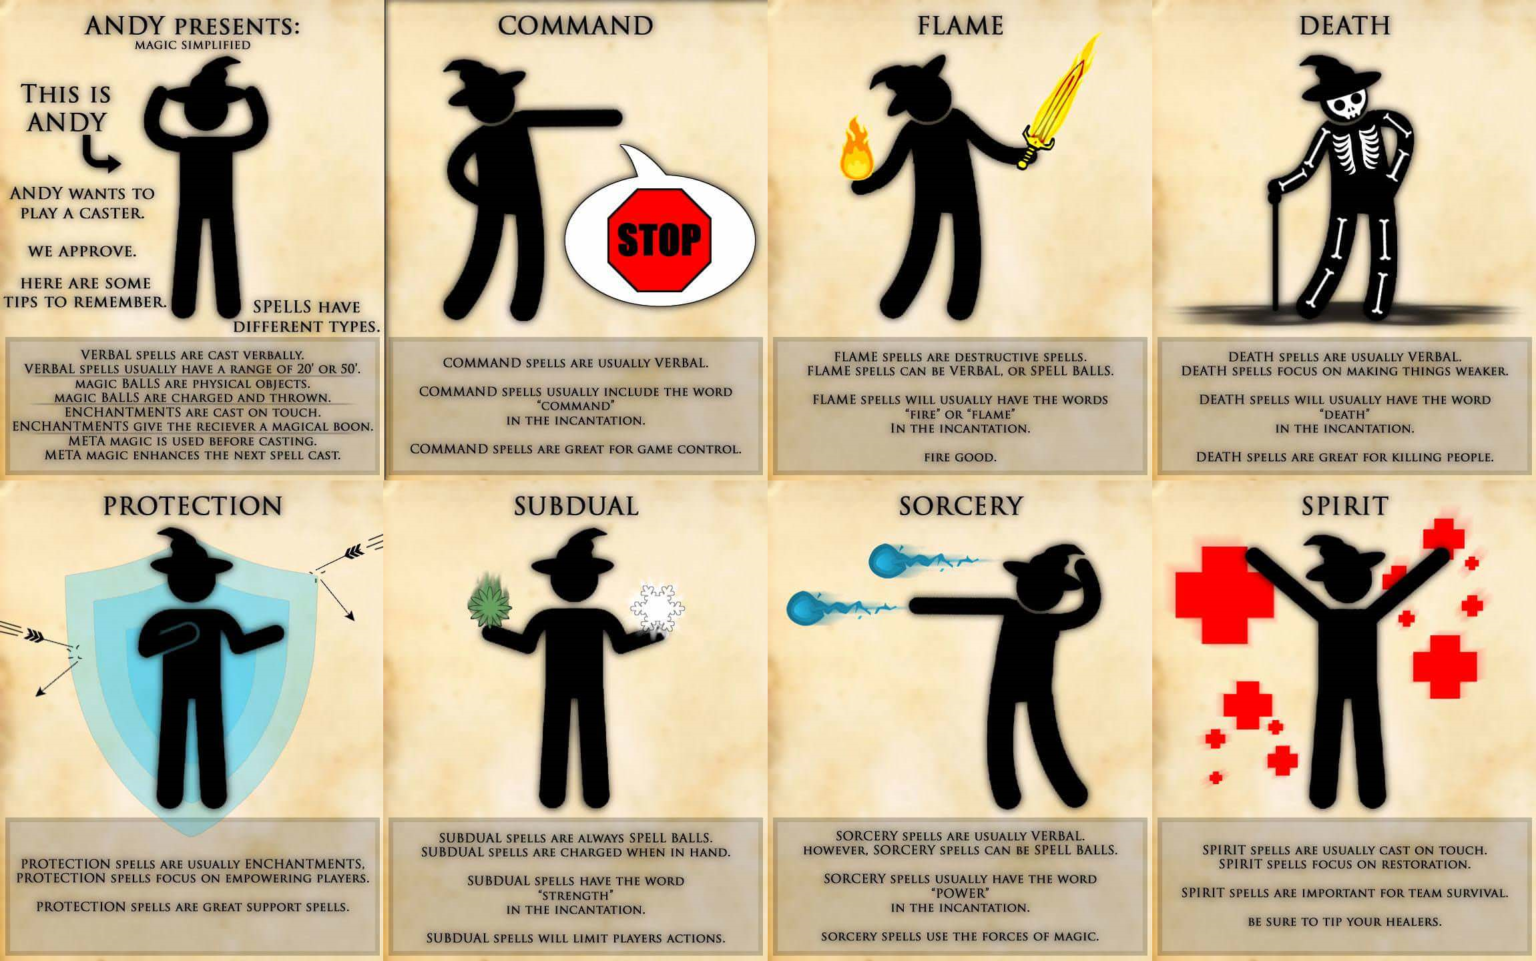 ANDY PRESENTS:
MAGIC SIMPLIFIED
THIS IS
ANDY
ANDY WANTS TO
PLAY A CASTER.
WE APPROVE.
HERE ARE SOME
TIPS TO REMEMBER.
SPELLS HAVE
DIFFERENT TYPES.
VERBAL SPELLS ARE CAST VERBALLY.
VERBAL SPELLS USUALLY HAVE A RANGE OF 20' OR 50'.
MAGIC BALLS ARE PHYSICAL OBJECTS.
MAGIC BALLS ARE CHARGED AND THROWN.
ENCHANTMENTS ARE CAST ON TOUCH.
ENCHANTMENTS GIVE THE RECIEVER A MAGICAL BOON.
META MAGIC IS USED BEFORE CASTING.
META MAGIC ENHANCES THE NEXT SPELL CAST.
COMMAND
STOP
COMMAND SPELLS ARE USUALLY VERBAL.
COMMAND SPELLS USUALLY INCLUDE THE WORD
"COMMAND"
IN THE INCANTATION.
COMMAND SPELLS ARE GREAT FOR GAME CONTROL.
FLAME
FLAME SPELLS ARE DESTRUCTIVE SPELLS.
FLAME SPELLS CAN BE VERBAL, OR SPELL BALLS.
FLAME SPELLS WILL USUALLY HAVE THE WORDS
"FIRE" OR "FLAME"
IN THE INCANTATION.
FIRE GOOD.
DEATH
DEATH SPELLS ARE USUALLY VERBAL.
DEATH SPELLS FOCUS ON MAKING THINGS WEAKER.
DEATH SPELLS WILL USUALLY HAVE THE WORD
"DEATH"
IN THE INCANTATION.
DEATH SPELLS ARE GREAT FOR KILLING PEOPLE.
PROTECTION
PROTECTION SPELLS ARE USUALLY ENCHANTMENTS.
PROTECTION SPELLS FOCUS ON EMPOWERING PLAYERS.
PROTECTION SPELLS ARE GREAT SUPPORT SPELLS.
SUBDUAL
SUBDUAL SPELLS ARE ALWAYS SPELL BALLS.
SUBDUAL SPELLS ARE CHARGED WHEN IN HAND.
SUBDUAL SPELLS HAVE THE WORD
"STRENGTH"
IN THE INCANTATION.
SUBDUAL SPELLS WILL LIMIT PLAYERS ACTIONS.
SORCERY
SORCERY SPELLS ARE USUALLY VERBAL.
HOWEVER, SORCERY SPELLS CAN BE SPELL BALLS.
SORCERY SPELLS USUALLY HAVE THE WORD
"POWER"
IN THE INCANTATION.
SORCERY SPELLS USE THE FORCES OF MAGIC.
SPIRIT
SPIRIT SPELLS ARE USUALLY CAST ON TOUCH.
SPIRIT SPELLS FOCUS ON RESTORATION.
SPIRIT SPELLS ARE IMPORTANT FOR TEAM SURVIVAL.
BE SURE TO TIP YOUR HEALERS.